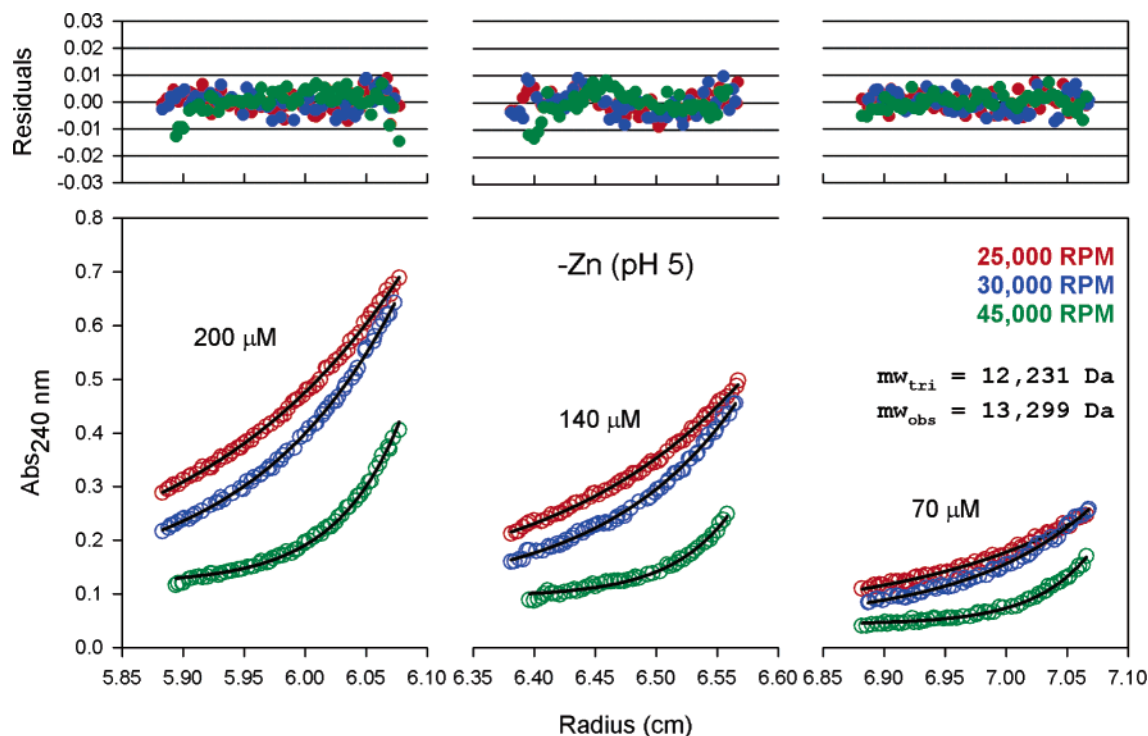 Residuals
0.03
0.02
0.01
0.00
-0.01
-0.02
-0.03
Abs240 nm
0.8
0.7
0.6
0.5
0.4
0.3
0.2
0.1
0.0
200 μM
-Zn (pH 5)
140 μM
25,000 RPM
30,000 RPM
45,000 RPM
mwtri = 12,231 Da
mwobs = 13,299 Da
70 μM
5.85 5.90 5.95 6.00 6.05 6.10 6.35 6.40 6.45 6.50 6.55 6.60 6.85 6.90 6.95 7.00 7.05 7.10
Radius (cm)